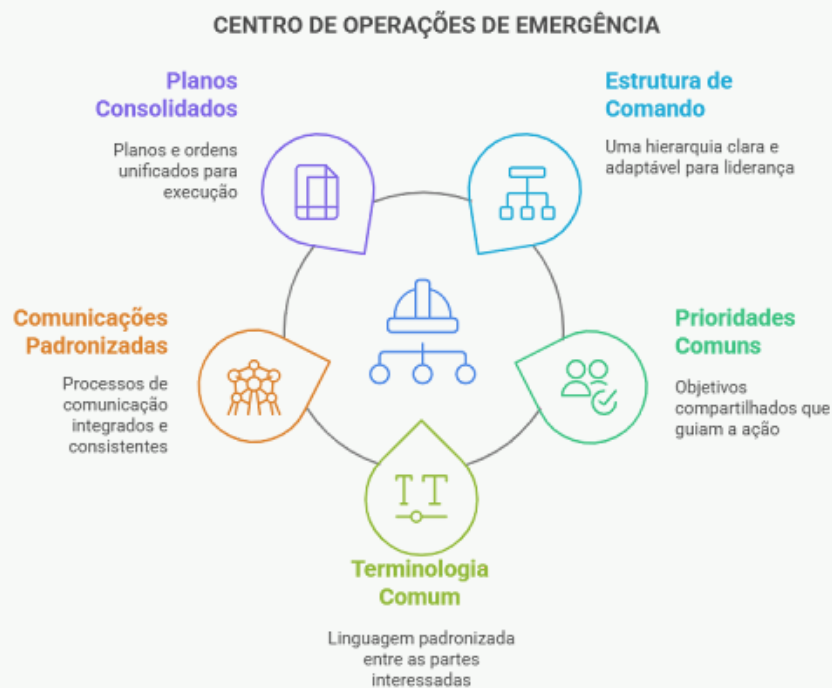 CENTRO DE OPERAÇÕES DE EMERGÊNCIA
Planos
Consolidados
Planos e ordens
unificados para
execução
Estrutura de
Comando
Uma hierarquia clara e
adaptável para liderança
Comunicações
Padronizadas
Processos de
comunicação
integrados e
consistentes
Prioridades
Comuns
Objetivos
compartilhados que
guiam a ação
TT
Terminologia
Comum
Linguagem padronizada
entre as partes
interessadas